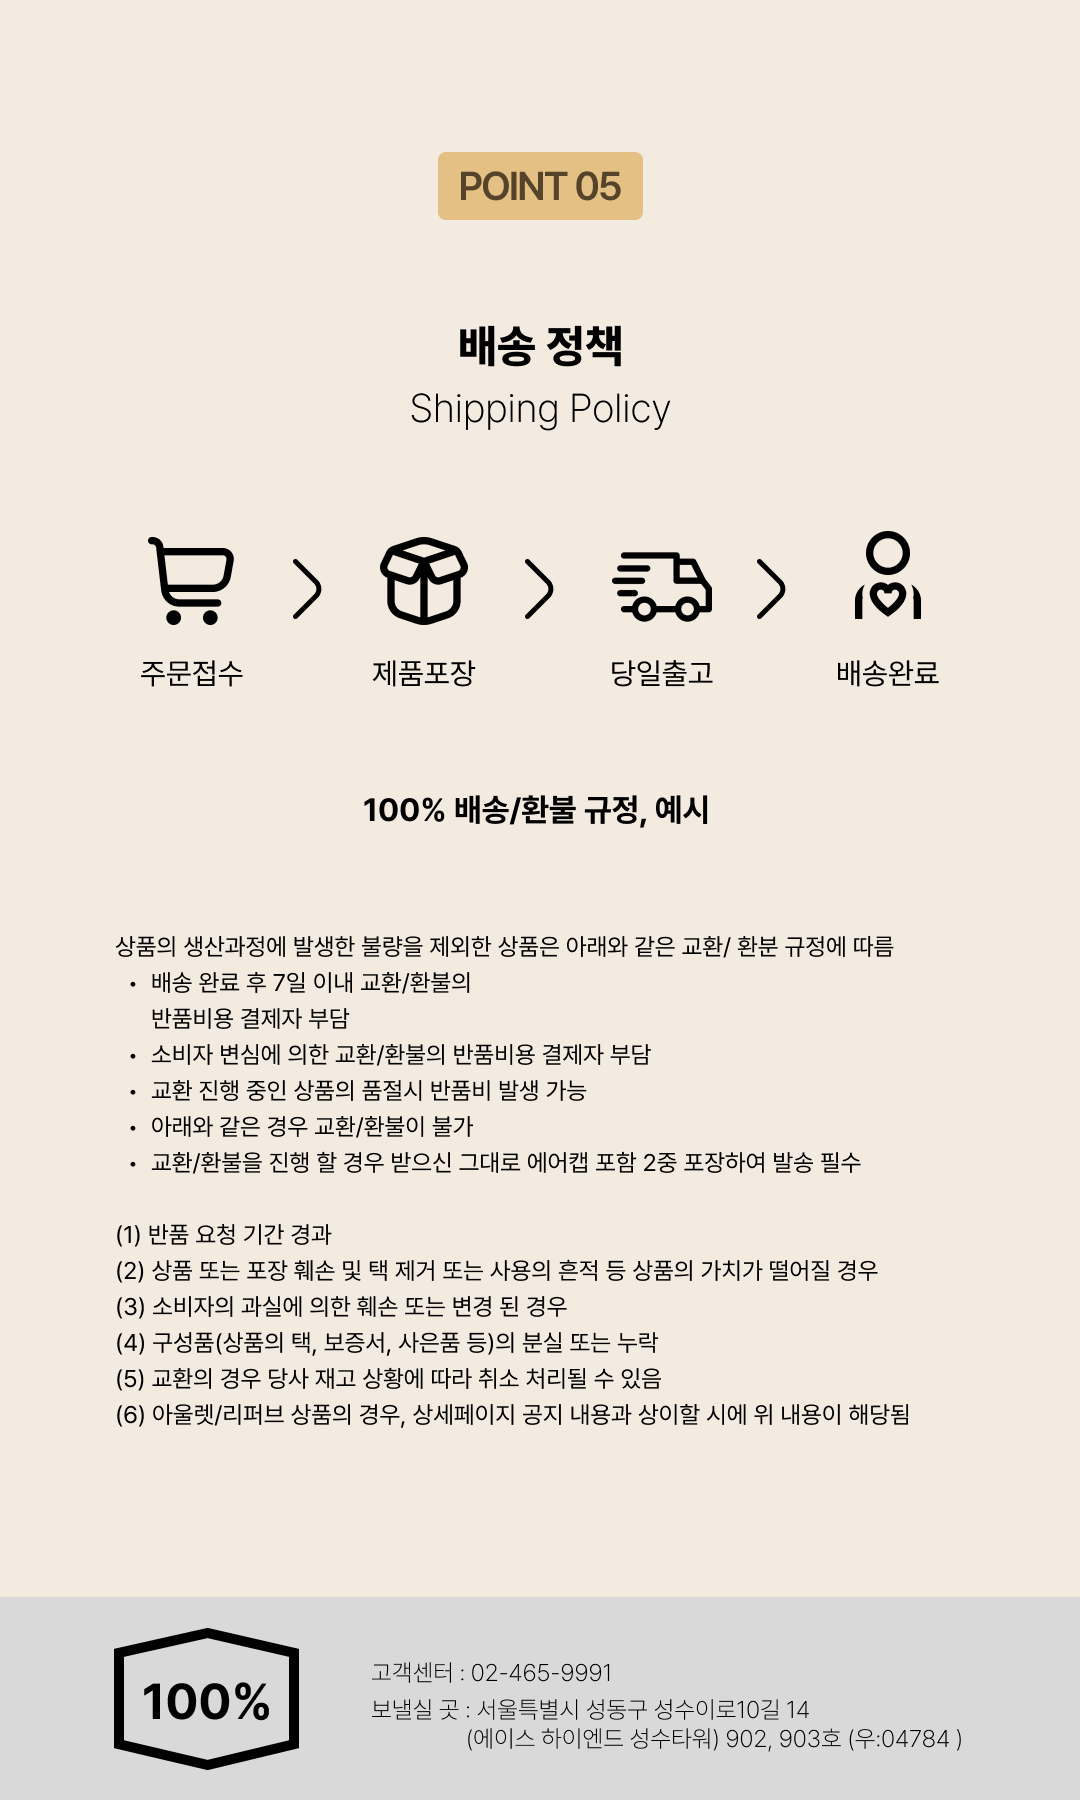 POINT 05
배송 정책
Shipping Policy
주문접수
제품포장
당일출고
배송완료
100% 배송/환불 규정, 예시
상품의 생산과정에 발생한 불량을 제외한 상품은 아래와 같은 교환/ 환분 규정에 따름
• 배송 완료 후 7일 이내 교환/환불의
반품비용 결제자 부담
• 소비자 변심에 의한 교환/환불의 반품비용 결제자 부담
• 교환 진행 중인 상품의 품절시 반품비 발생 가능
• 아래와 같은 경우 교환/환불이 불가
• 교환/환불을 진행 할 경우 받으신 그대로 에어캡 포함 2중 포장하여 발송 필수
(1) 반품 요청 기간 경과
(2) 상품 또는 포장 훼손 및 택 제거 또는 사용의 흔적 등 상품의 가치가 떨어질 경우
(3) 소비자의 과실에 의한 훼손 또는 변경 된 경우
(4) 구성품(상품의 택, 보증서, 사은품 등)의 분실 또는 누락
(5) 교환의 경우 당사 재고 상황에 따라 취소 처리될 수 있음
(6) 아울렛/리퍼브 상품의 경우, 상세페이지 공지 내용과 상이할 시에 위 내용이 해당됨
100%
고객센터 : 02-465-9991
보낼실 곳 : 서울특별시 성동구 성수이로10길 14
(에이스 하이엔드 성수타워) 902, 903호 (우:04784 )